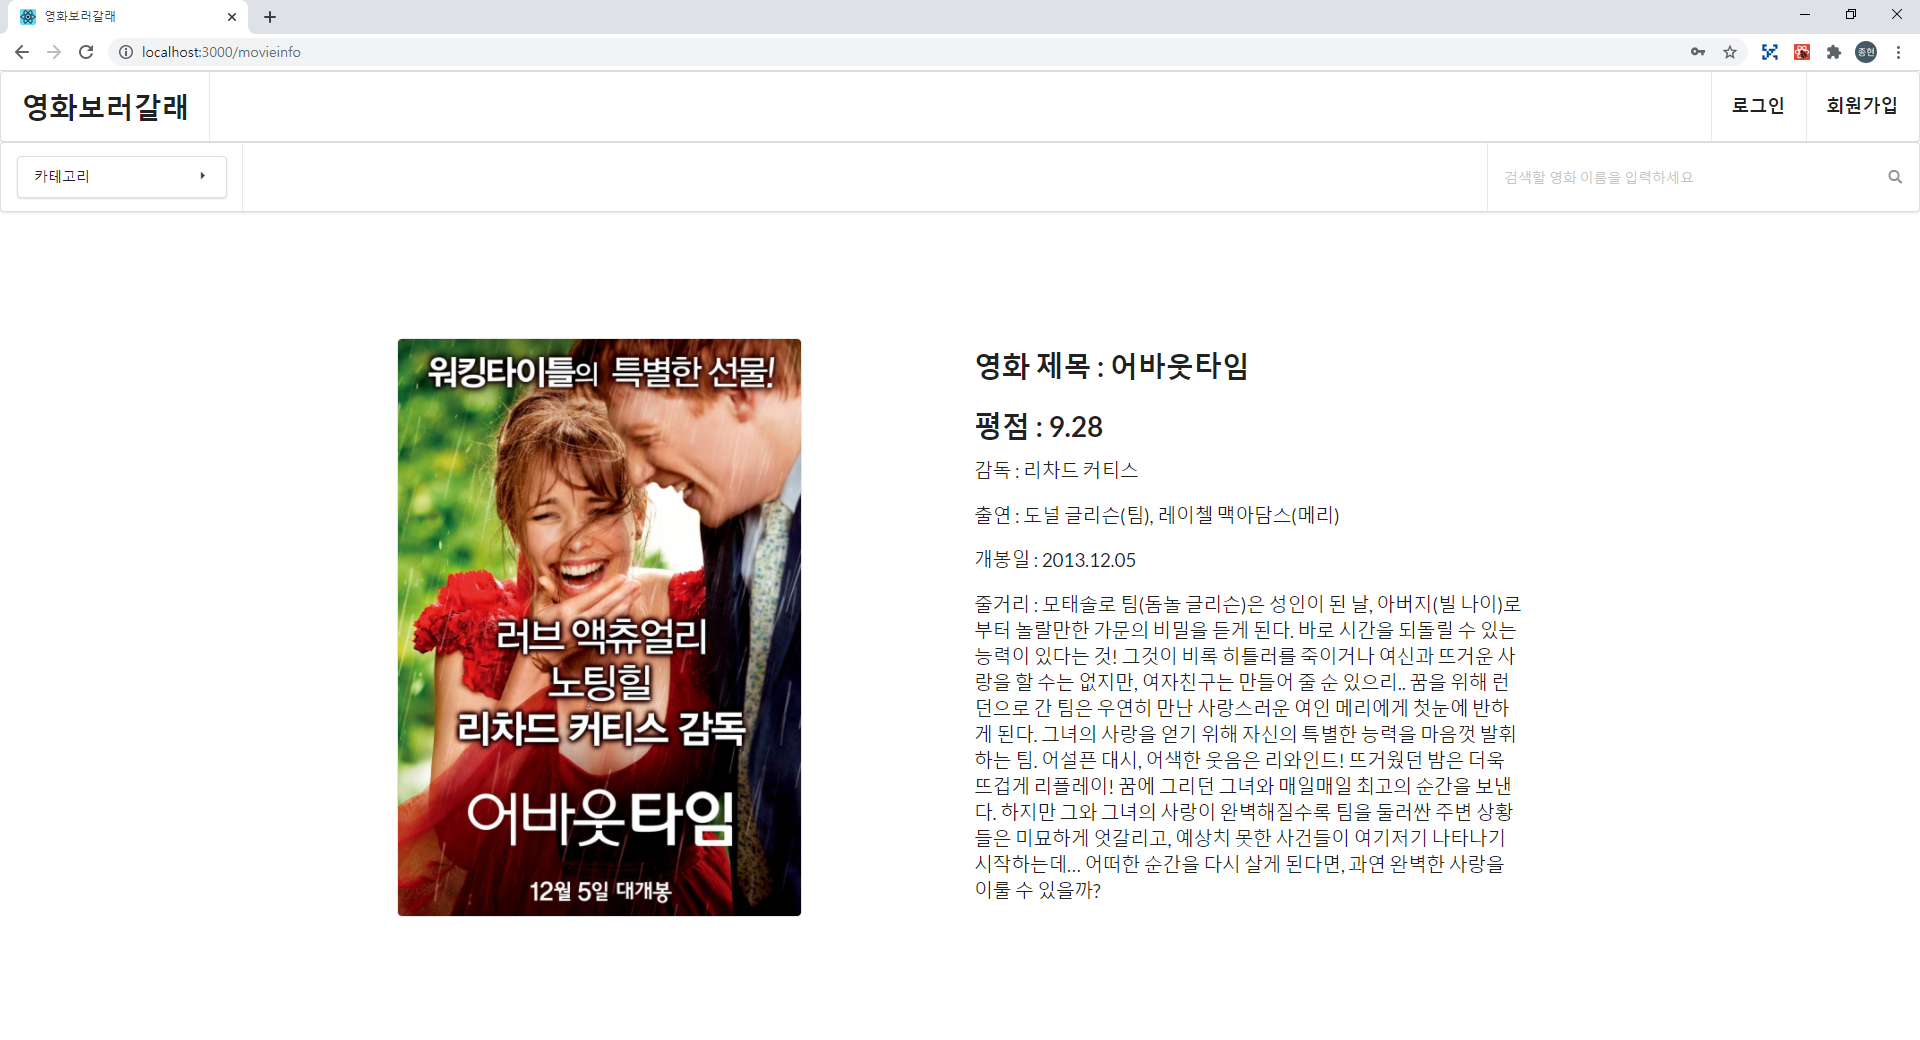 영화보러갈래
localhost:3000/movieinfo
종현
영화보러갈래
로그인
회원가입
카테고리
검색할 영화 이름을 입력하세요
워킹타이틀의 특별한 선물!
러브 액츄얼리
노팅힐
리차드 커티스 감독
어바웃타임
12월 5일 대개봉
영화 제목 : 어바웃타임
평점 : 9.28
감독 : 리차드 커티스
출연 : 도널 글리슨(팀), 레이첼 맥아담스(메리)
개봉일 : 2013.12.05
줄거리 : 모태솔로 팀(돔놀 글리슨)은 성인이 된 날, 아버지(빌 나이)로
부터 놀랄만한 가문의 비밀을 듣게 된다. 바로 시간을 되돌릴 수 있는
능력이 있다는 것! 그것이 비록 히틀러를 죽이거나 여신과 뜨거운 사
랑을 할 수는 없지만, 여자친구는 만들어 줄 순 있으리.. 꿈을 위해 런
던으로 간 팀은 우연히 만난 사랑스러운 여인 메리에게 첫눈에 반하
게 된다. 그녀의 사랑을 얻기 위해 자신의 특별한 능력을 마음껏 발휘
하는 팀. 어설픈 대시, 어색한 웃음은 리와인드! 뜨거웠던 밤은 더욱
뜨겁게 리플레이! 꿈에 그리던 그녀와 매일매일 최고의 순간을 보낸
다. 하지만 그와 그녀의 사랑이 완벽해질수록 팀을 둘러싼 주변 상황
들은 미묘하게 엇갈리고, 예상치 못한 사건들이 여기저기 나타나기
시작하는데… 어떠한 순간을 다시 살게 된다면, 과연 완벽한 사랑을
이룰 수 있을까?